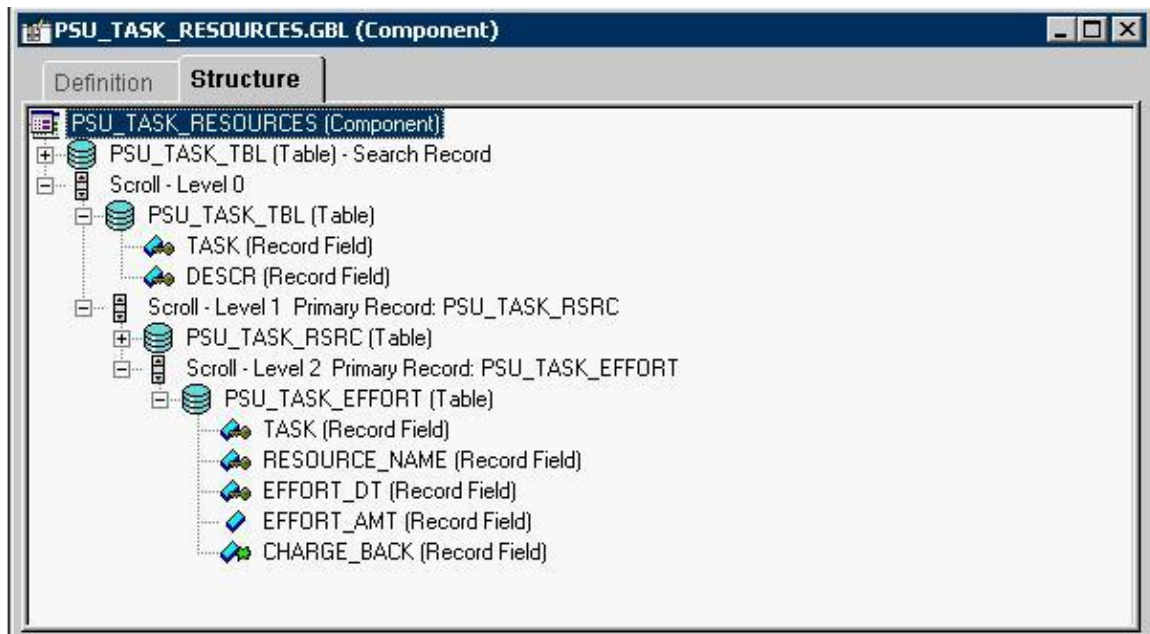 PSU_TASK_RESOURCES.GBL (Component)
Definition Structure
PSU_TASK_RESOURCES (Component)
PSU_TASK_TBL (Table) - Search Record
Scroll - Level 0
PSU_TASK_TBL (Table)
TASK (Record Field)
DESCR (Record Field)
Scroll - Level 1 Primary Record: PSU_TASK_RSRC
PSU_TASK_RSRC (Table)
Scroll - Level 2 Primary Record: PSU_TASK_EFFORT
PSU_TASK_EFFORT (Table)
TASK (Record Field)
RESOURCE_NAME (Record Field)
EFFORT_DT (Record Field)
EFFORT_AMT (Record Field)
CHARGE_BACK (Record Field)